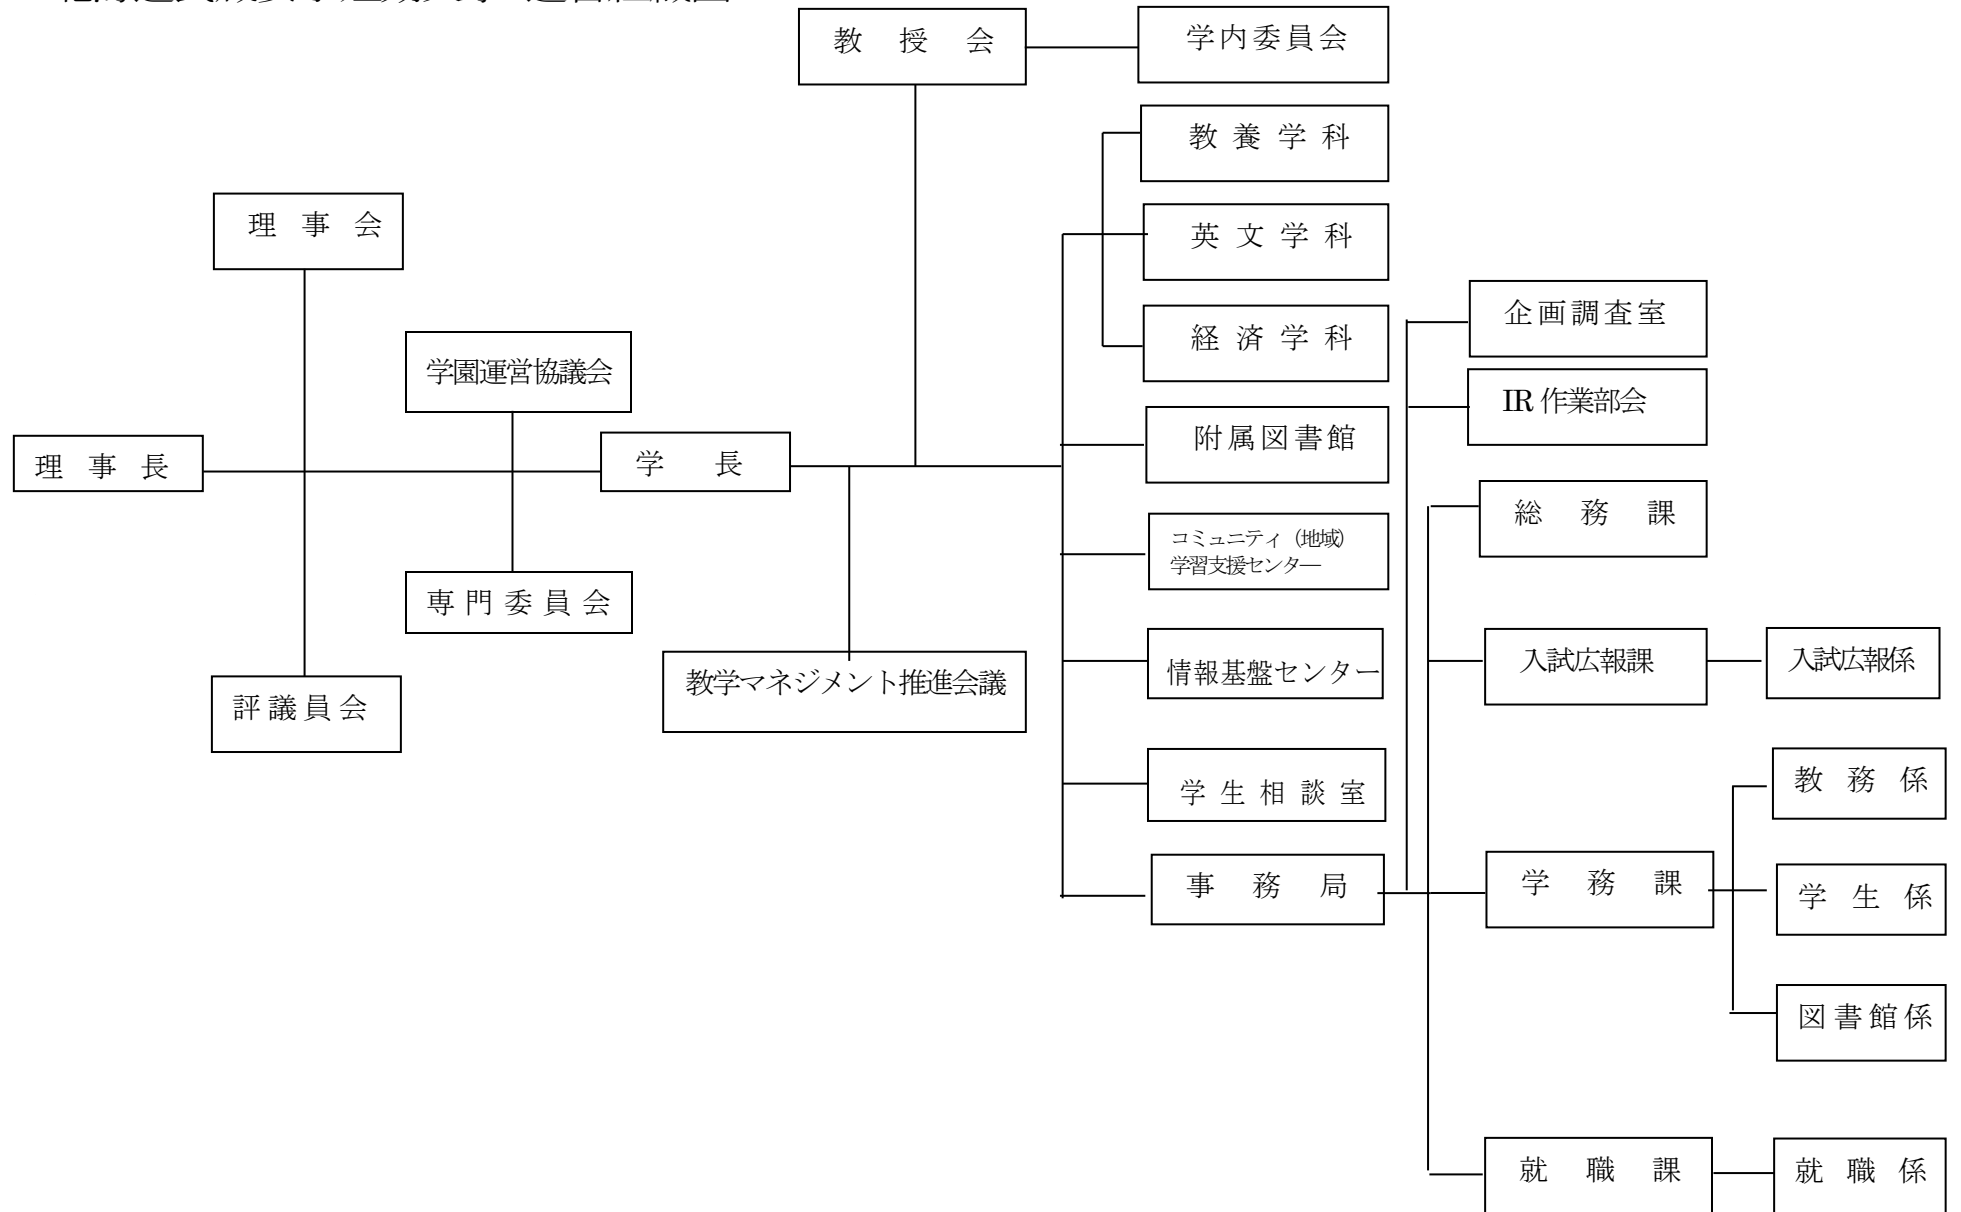 教授会
学内委員会
教養学科
理事会
英文学科
企画調査室
経済学科
学園運営協議会
IR作業部会
附属図書館
理事長
学長
総務課
コミュニティ（地域）
学習支援センター
専門委員会
入試広報課
入試広報係
教学マネジメント推進会議
情報基盤センター
評議員会
学生相談室
教務係
事務局
学務課
学生係
図書館係
就職課
就職係